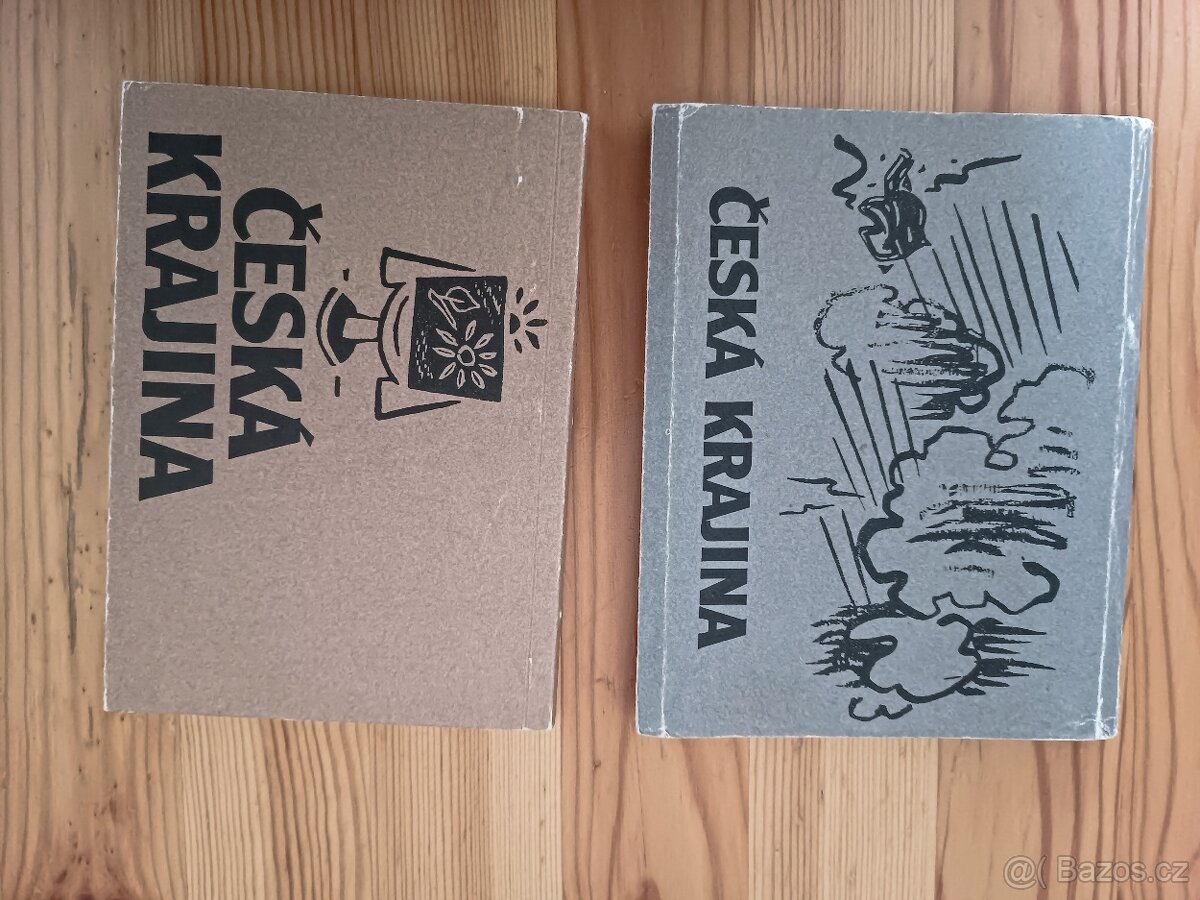 ČESKÁ
KRAJINA
ČESKÁ KRAJINA
@( Bazos.cz